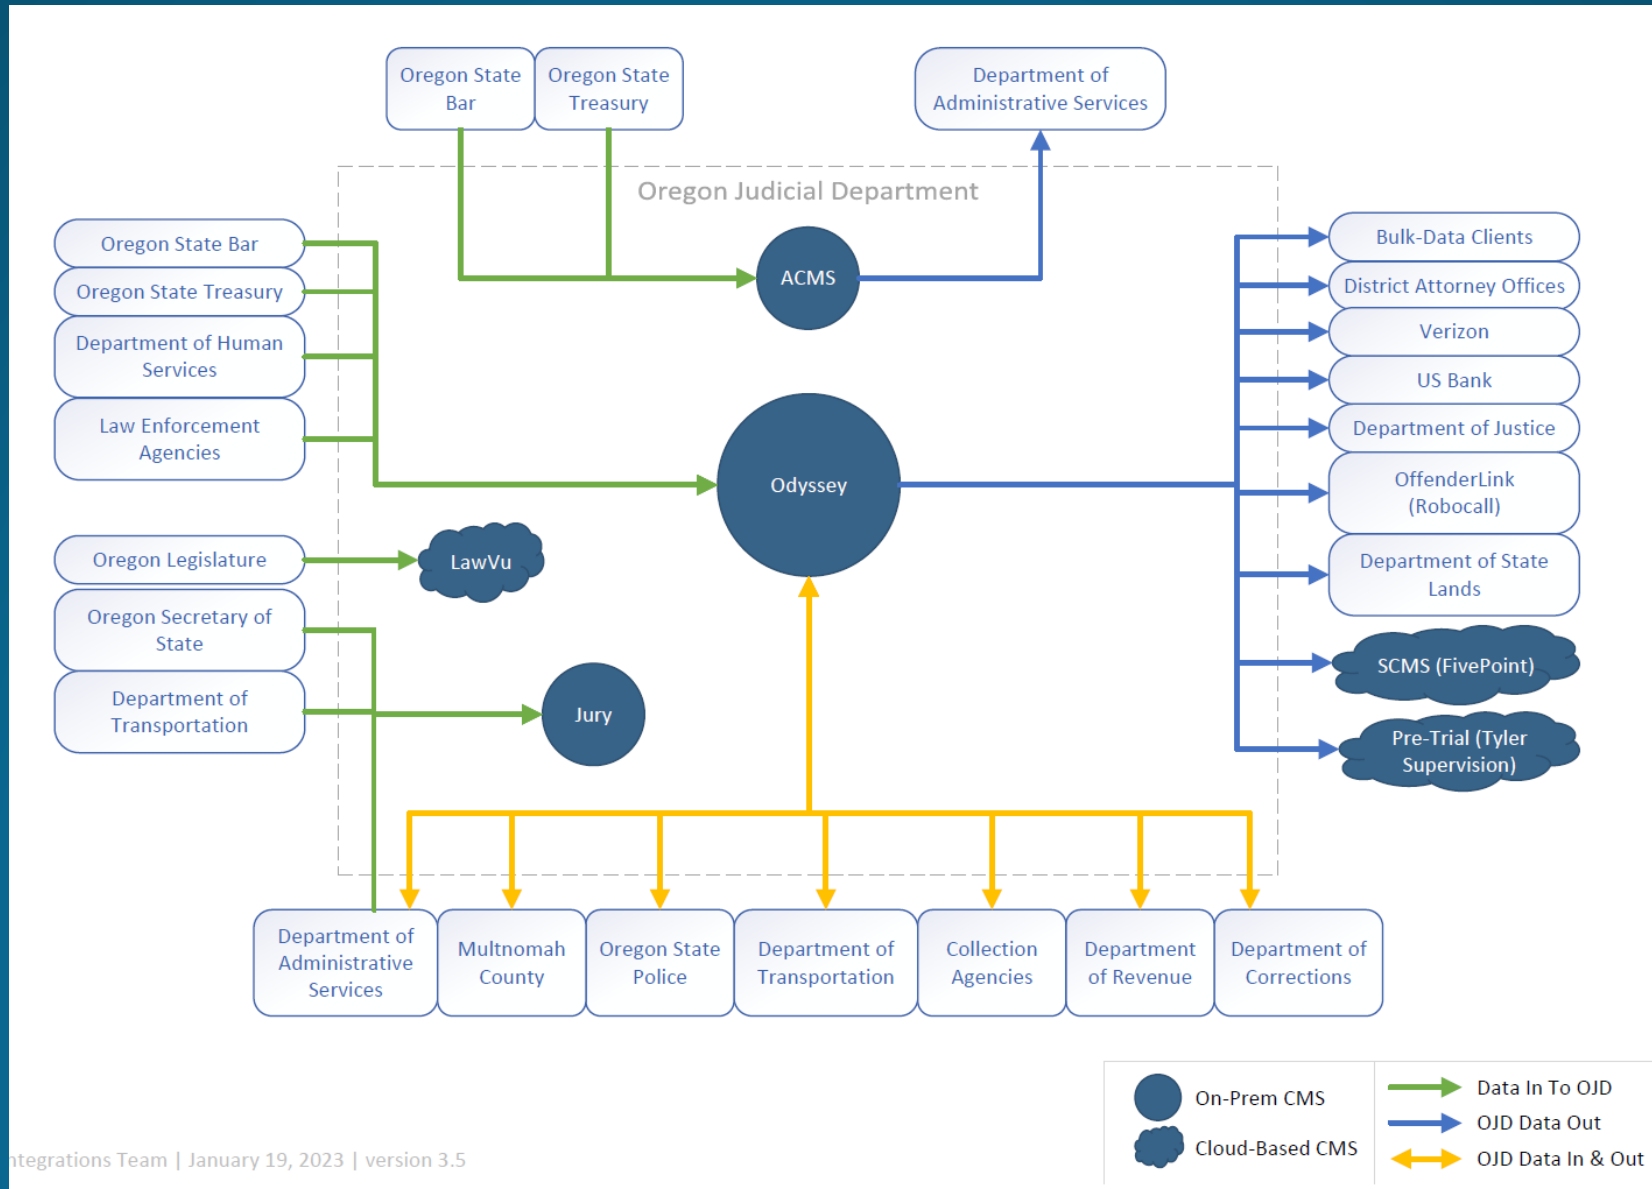 Oregon State
Bar
Oregon State
Treasury
Department of
Administrative Services
Oregon Judicial Department
Oregon State Bar
Oregon State Treasury
Department of Human
Services
Law Enforcement
Agencies
ACMS
Odyssey
Bulk-Data Clients
District Attorney Offices
Verizon
US Bank
Department of Justice
OffenderLink
(Robocall)
Department of State
Lands
SCMS (FivePoint)
Pre-Trial (Tyler
Supervision)
Oregon Legislature
LawVu
Oregon Secretary of
State
Department of
Transportation
Jury
Department of
Administrative
Services
Multnomah
County
Oregon State
Police
Department of
Transportation
Collection
Agencies
Department
of Revenue
Department of
Corrections
On-Prem CMS
Cloud-Based CMS
Data In To OJD
OJD Data Out
OJD Data In & Out
ntegrations Team | January 19, 2023 | version 3.5